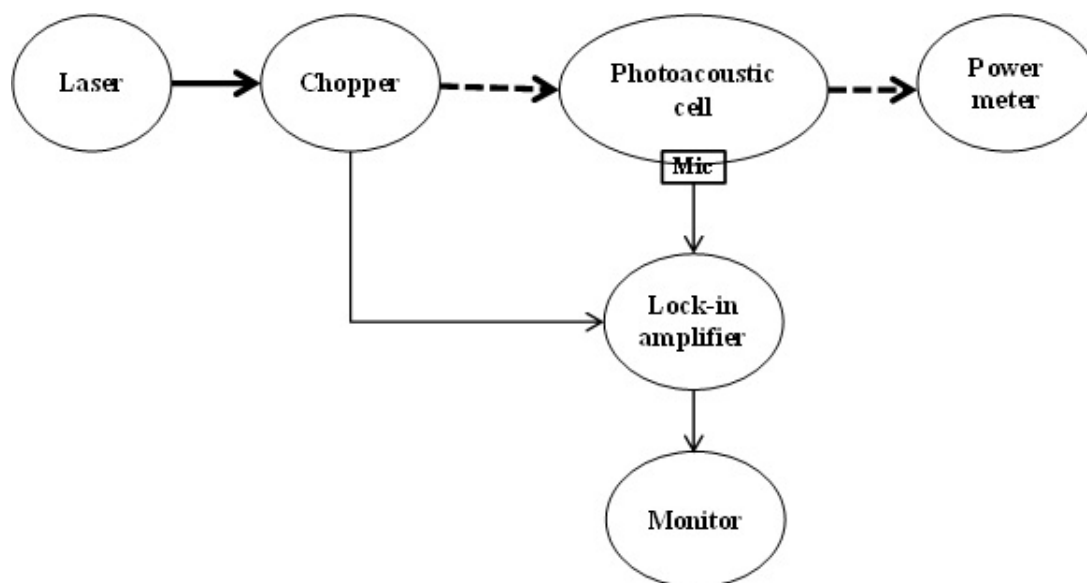 Laser
Chopper
Photoacoustic
cell
Power
meter
Mic
Lock-in
amplifier
Monitor